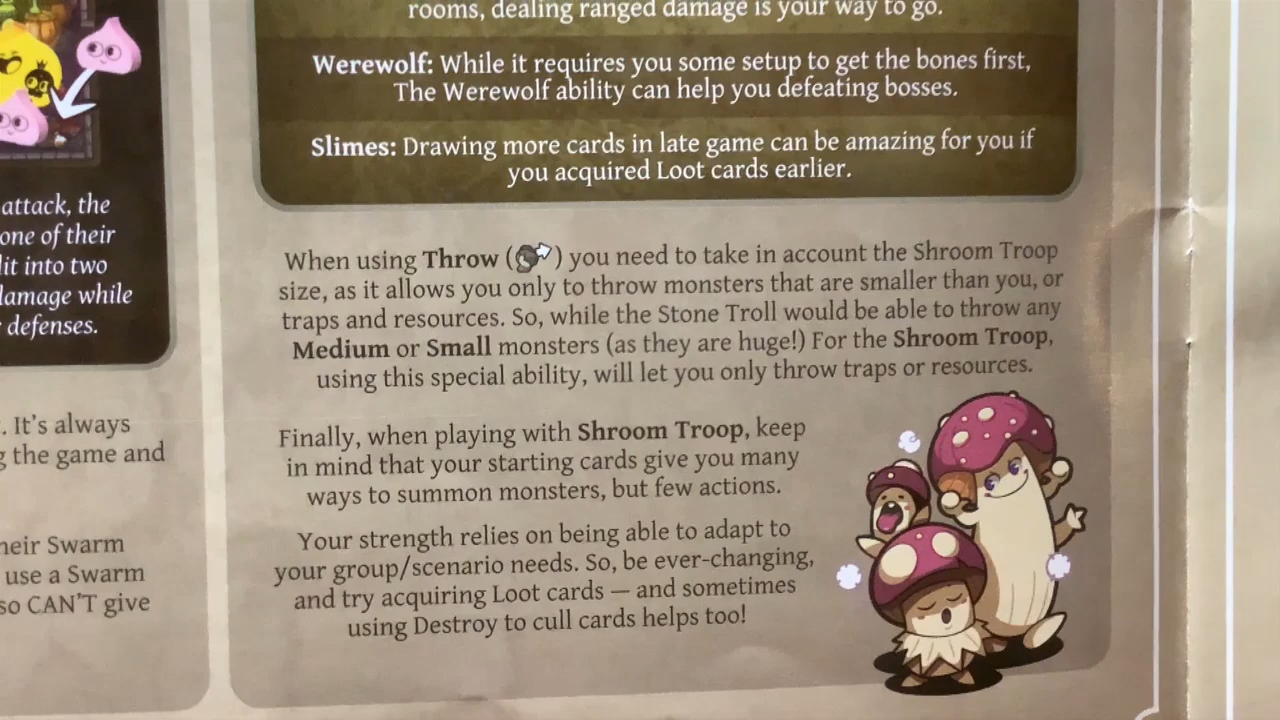 attack, the
one of their
lit into two
damage while
defenses.
. It's always
g the game and
heir Swarm
use a Swarm
so CAN'T give
rooms, dealing ranged damage is your way to go.
Werewolf: While it requires you some setup to get the bones first,
The Werewolf ability can help you defeating bosses.
Slimes: Drawing more cards in late game can be amazing for you if
you acquired Loot cards earlier.
When using Throw ( ) you need to take in account the Shroom Troop
size, as it allows you only to throw monsters that are smaller than you, or
traps and resources. So, while the Stone Troll would be able to throw any
Medium or Small monsters (as they are huge!) For the Shroom Troop,
using this special ability, will let you only throw traps or resources.
Finally, when playing with Shroom Troop, keep
in mind that your starting cards give you many
ways to summon monsters, but few actions.
Your strength relies on being able to adapt to
your group/scenario needs. So, be ever-changing,
and try acquiring Loot cards — and sometimes
using Destroy to cull cards helps too!